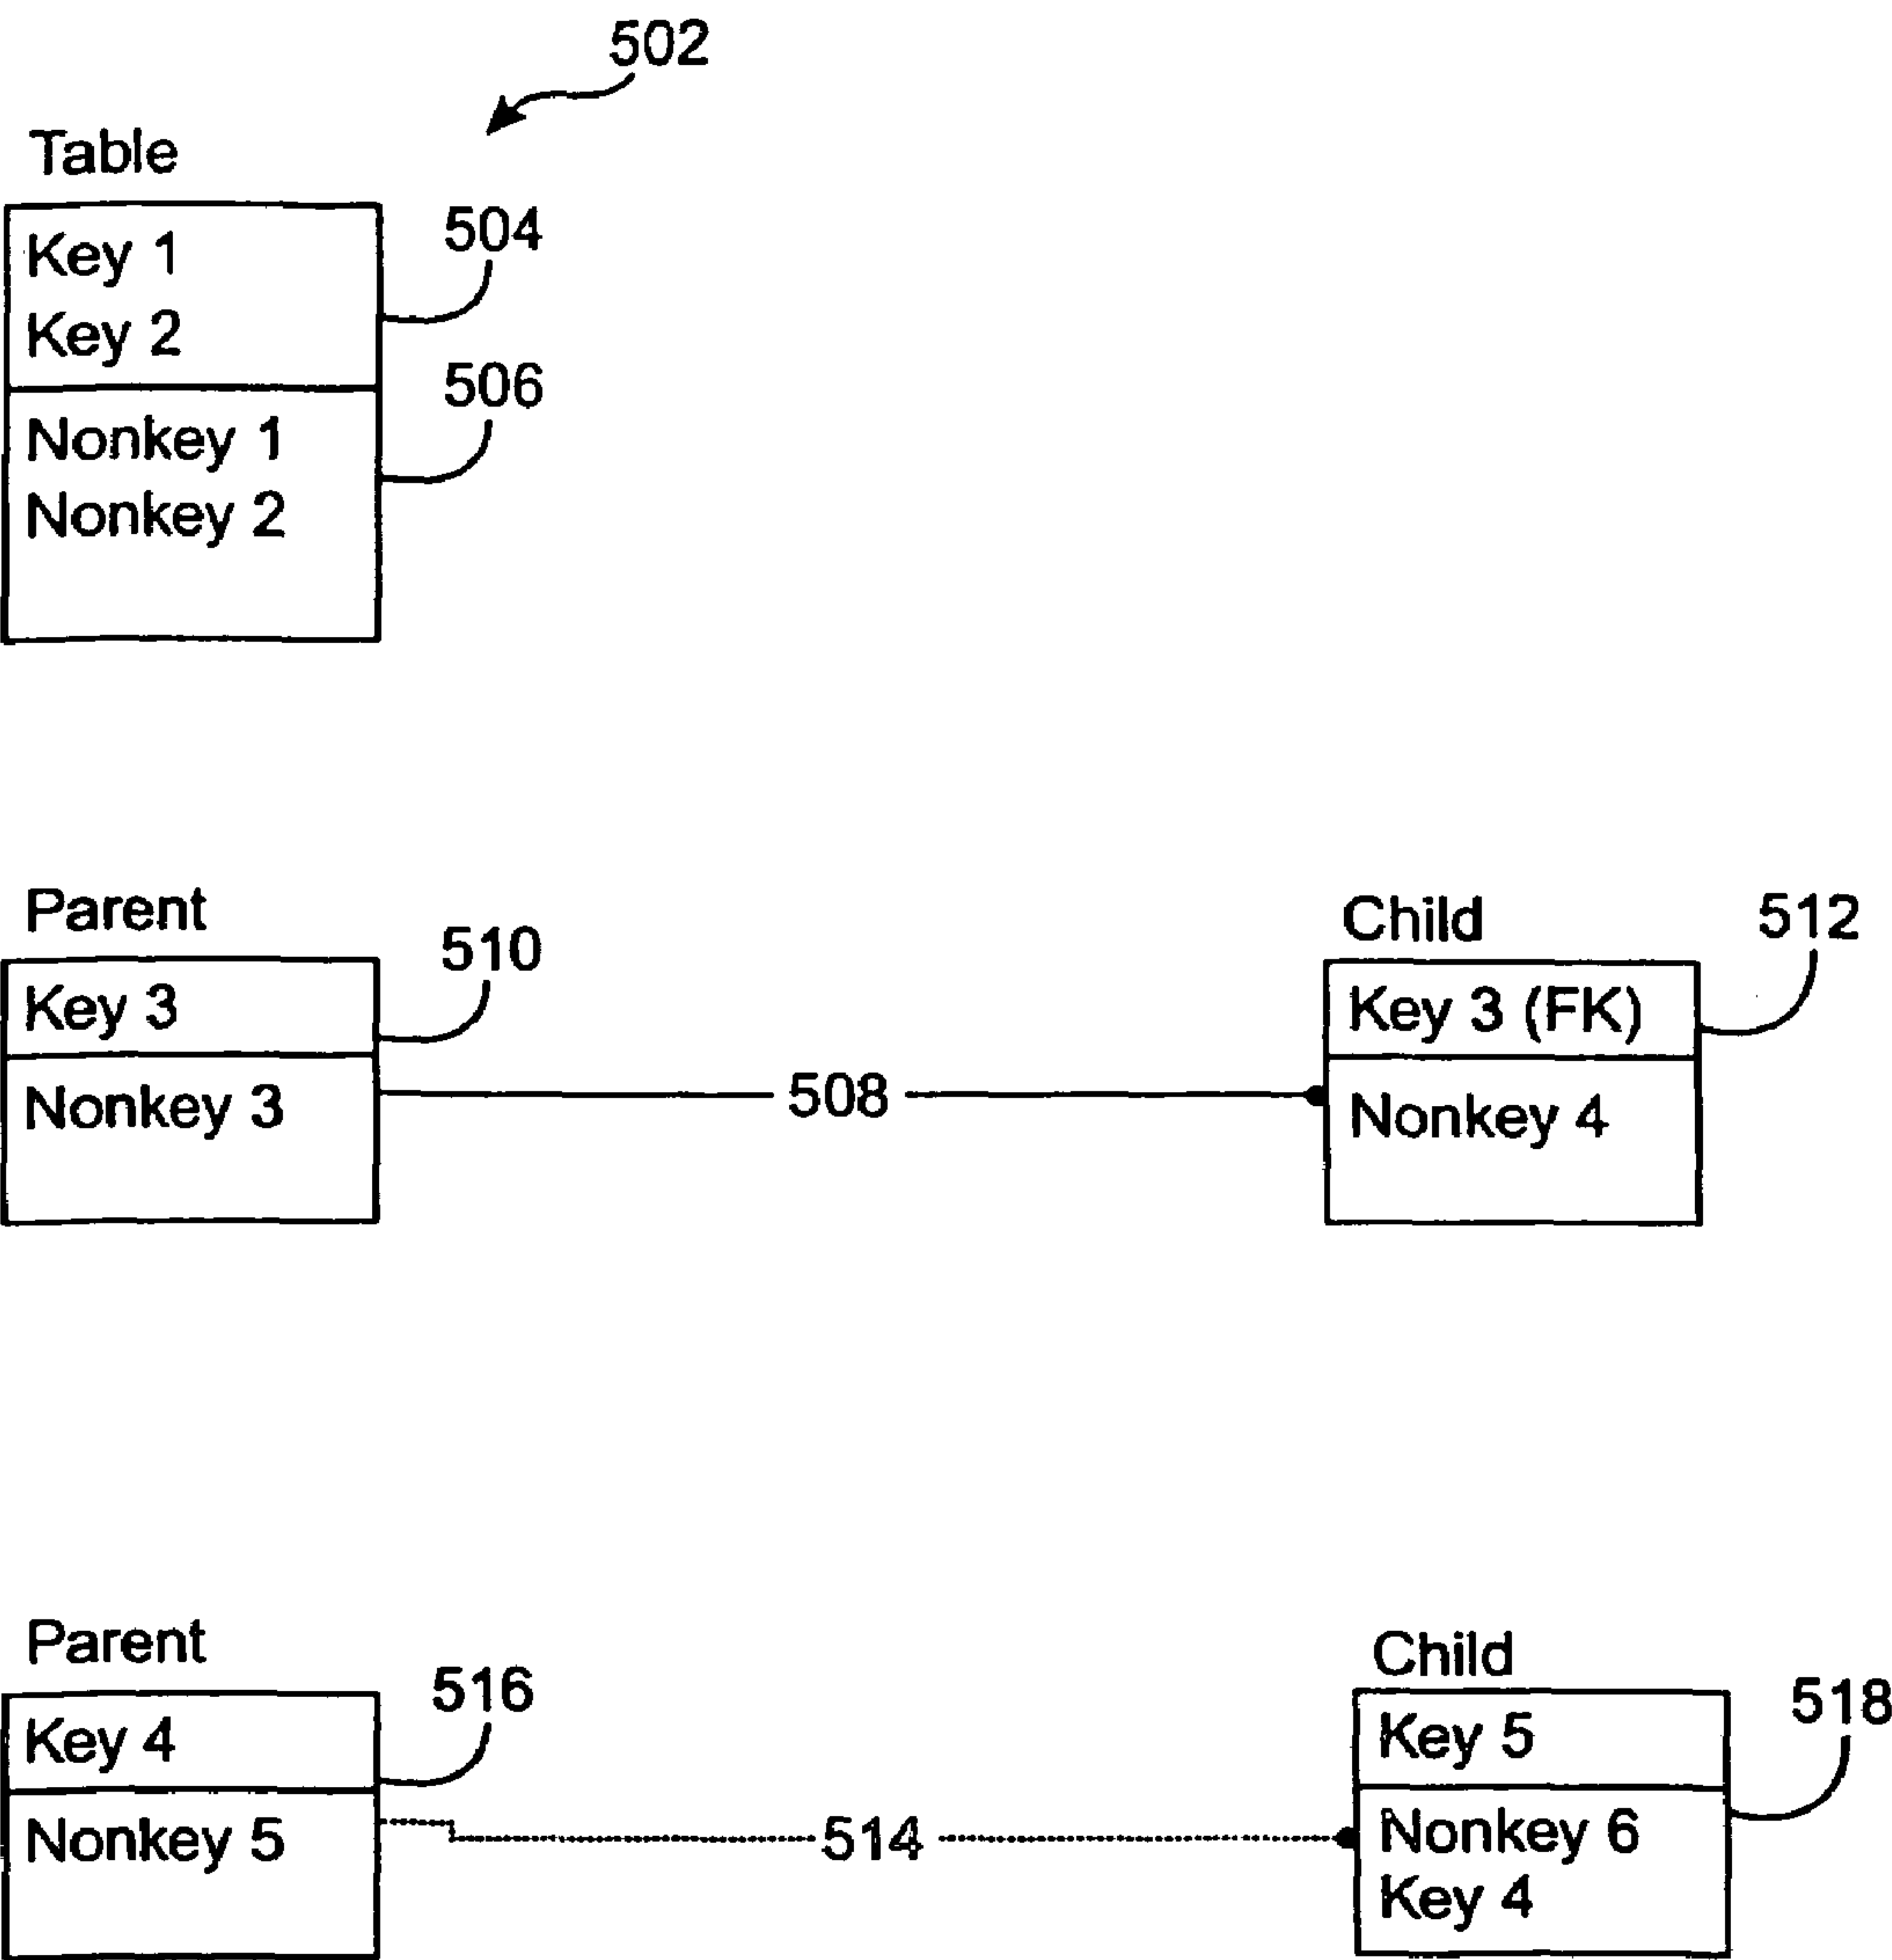 502
Table
504
Key 1
Key 2
506
Nonkey 1
Nonkey 2
Parent
510
Child
512
Key 3
Key 3 (FK)
Nonkey 3
508
Nonkey 4
Parent
516
Child
518
Key 4
Key 5
Nonkey 5
514
Nonkey 6
Key 4